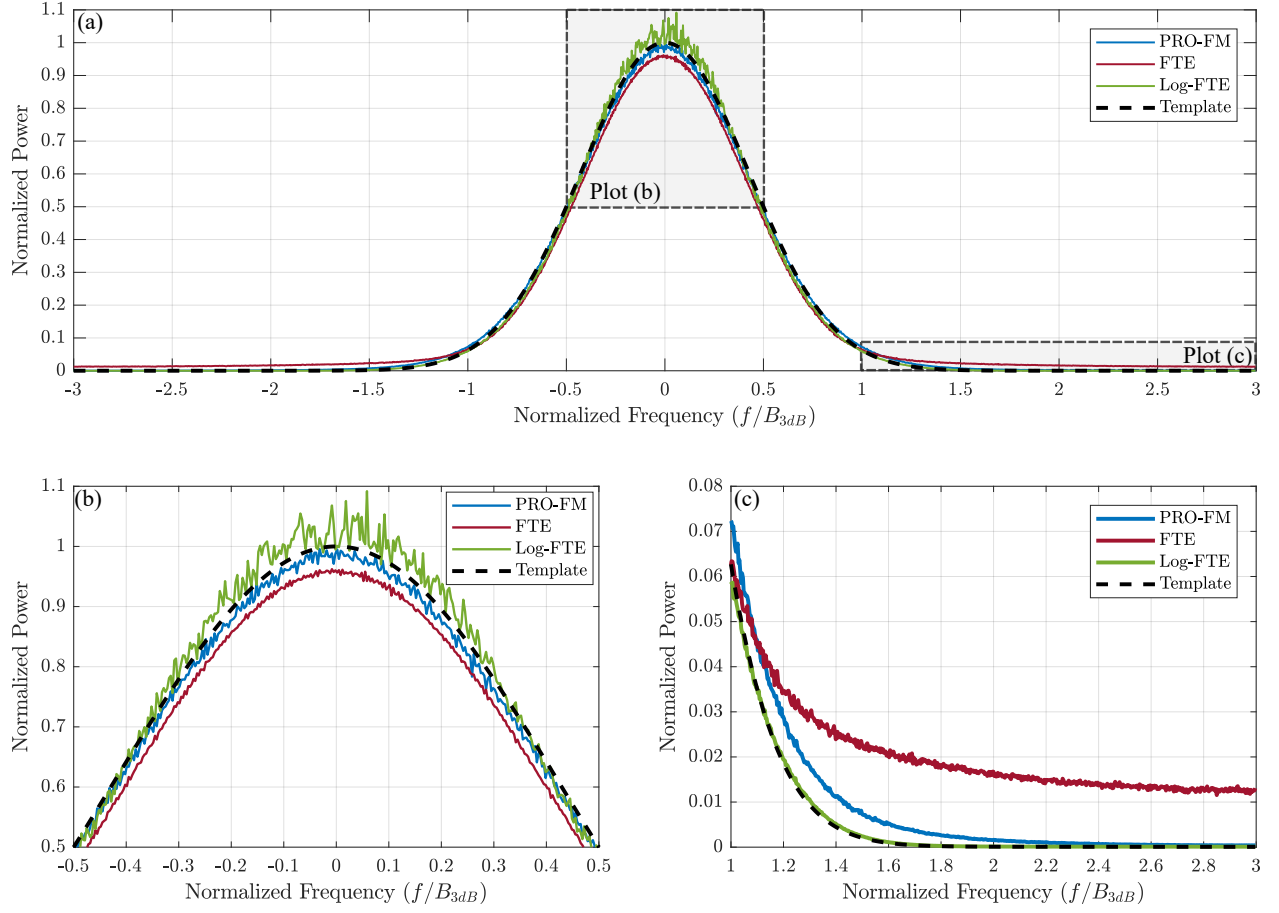 (a)
Normalized Power
1.1
1
0.9
0.8
0.7
0.6
0.5
0.4
0.3
0.2
0.1
0
-3 -2.5 -2 -1.5 -1 -0.5 0 0.5 1 1.5 2 2.5 3
Normalized Frequency (f/B3dB)
PRO-FM
FTE
Log-FTE
Template
Plot (b)
Plot (c)
(b)
Normalized Power
1.1
1
0.9
0.8
0.7
0.6
0.5
-0.5 -0.4 -0.3 -0.2 -0.1 0 0.1 0.2 0.3 0.4 0.5
Normalized Frequency (f/B3dB)
PRO-FM
FTE
Log-FTE
Template
(c)
Normalized Power
0.08
0.07
0.06
0.05
0.04
0.03
0.02
0.01
0
1 1.2 1.4 1.6 1.8 2 2.2 2.4 2.6 2.8 3
Normalized Frequency (f/B3dB)
PRO-FM
FTE
Log-FTE
Template